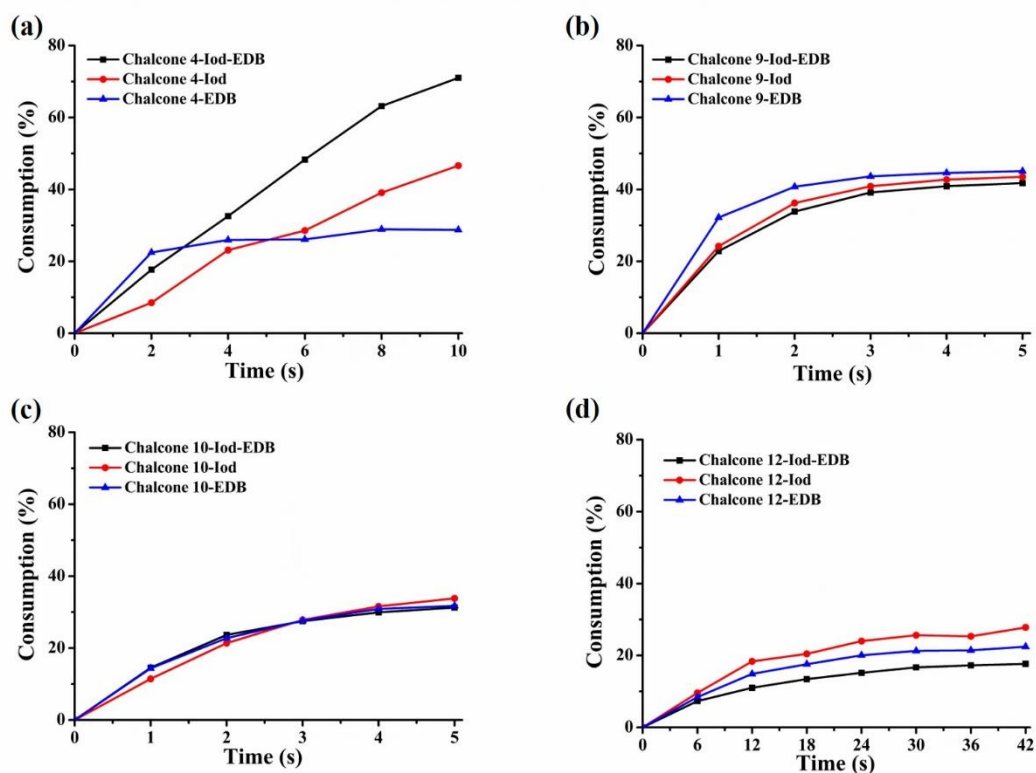 (a)
Chalcone 4-Iod-EDB
Chalcone 4-Iod
Chalcone 4-EDB
Consumption (%)
80
60
40
20
0
0 2 4 6 8 10
Time (s)
(b)
Chalcone 9-Iod-EDB
Chalcone 9-Iod
Chalcone 9-EDB
Consumption (%)
80
60
40
20
0
0 1 2 3 4 5
Time (s)
(c)
Chalcone 10-Iod-EDB
Chalcone 10-Iod
Chalcone 10-EDB
Consumption (%)
80
60
40
20
0
0 1 2 3 4 5
Time (s)
(d)
Chalcone 12-Iod-EDB
Chalcone 12-Iod
Chalcone 12-EDB
Consumption (%)
80
60
40
20
0
0 6 12 18 24 30 36 42
Time (s)